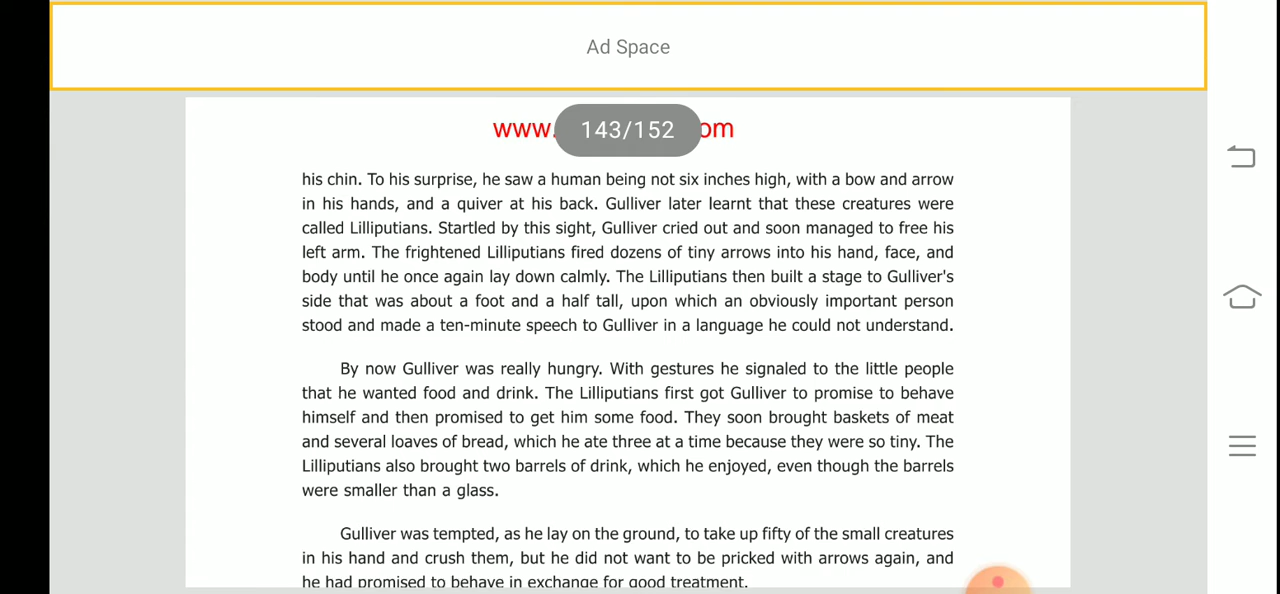 Ad Space
www. om
143/152
his chin. To his surprise, he saw a human being not six inches high, with a bow and arrow
in his hands, and a quiver at his back. Gulliver later learnt that these creatures were
called Lilliputians. Startled by this sight, Gulliver cried out and soon managed to free his
left arm. The frightened Lilliputians fired dozens of tiny arrows into his hand, face, and
body until he once again lay down calmly. The Lilliputians then built a stage to Gulliver's
side that was about a foot and a half tall, upon which an obviously important person
stood and made a ten-minute speech to Gulliver in a language he could not understand.
By now Gulliver was really hungry. With gestures he signaled to the little people
that he wanted food and drink. The Lilliputians first got Gulliver to promise to behave
himself and then promised to get him some food. They soon brought baskets of meat
and several loaves of bread, which he ate three at a time because they were so tiny. The
Lilliputians also brought two barrels of drink, which he enjoyed, even though the barrels
were smaller than a glass.
Gulliver was tempted, as he lay on the ground, to take up fifty of the small creatures
in his hand and crush them, but he did not want to be pricked with arrows again, and
he had promised to behave in exchange for good treatment.